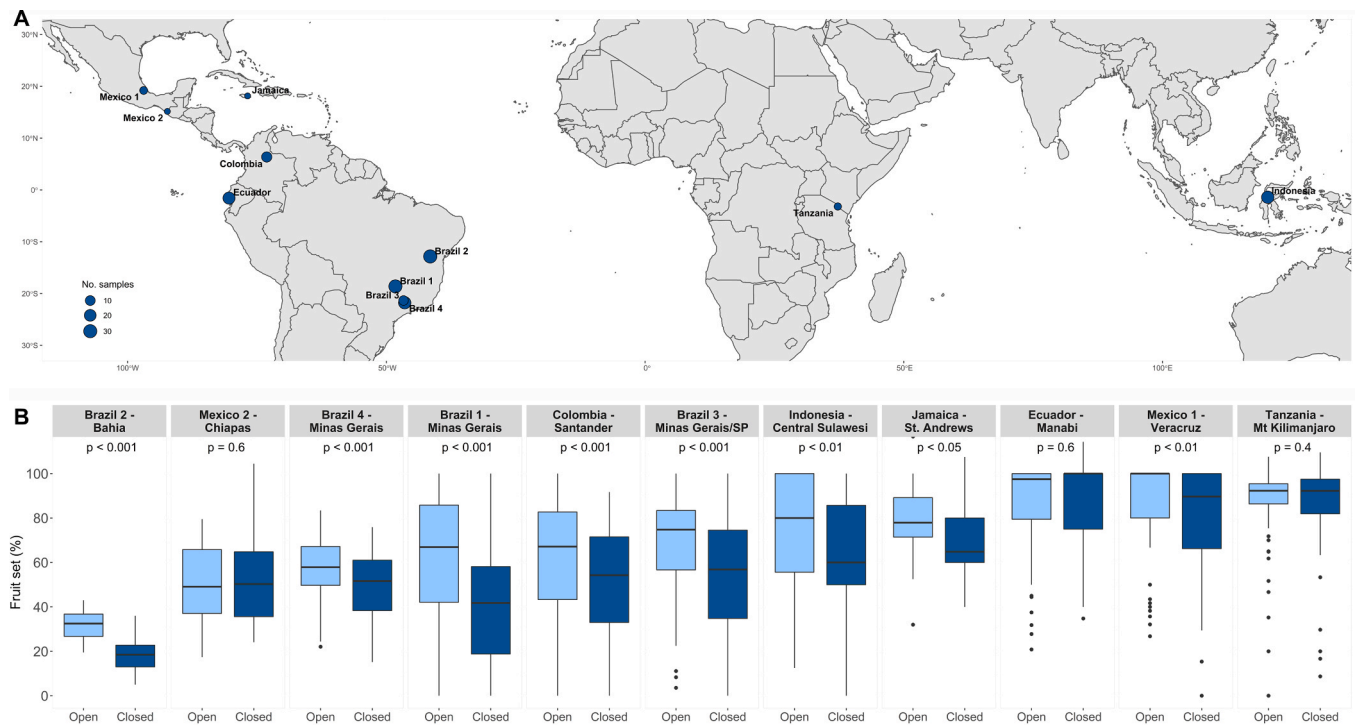 A
30°N
20°N
10°N
0°
10°S
20°S
30°S
Mexico 1
Jamaica
Mexico 2
Colombia
Ecuador
Tanzania
Indonesia
Brazil 2
Brazil 1
Brazil 3
Brazil 4
No. samples
10
20
30
100°W
50°W
0°
50°E
100°E
B
Brazil 2 -
Bahia
Mexico 2 -
Chiapas
Brazil 4 -
Minas Gerais
Brazil 1 -
Minas Gerais
Colombia -
Santander
Brazil 3 -
Minas Gerais/SP
Indonesia -
Central Sulawesi
Jamaica -
St. Andrews
Ecuador -
Manabi
Mexico 1 -
Veracruz
Tanzania -
Mt Kilimanjaro
p < 0.001
p = 0.6
p < 0.001
p < 0.001
p < 0.001
p < 0.001
p < 0.01
p < 0.05
p = 0.6
p < 0.01
p = 0.4
Fruit set (%)
100
80
60
40
20
0
Open Closed
Open Closed
Open Closed
Open Closed
Open Closed
Open Closed
Open Closed
Open Closed
Open Closed
Open Closed
Open Closed